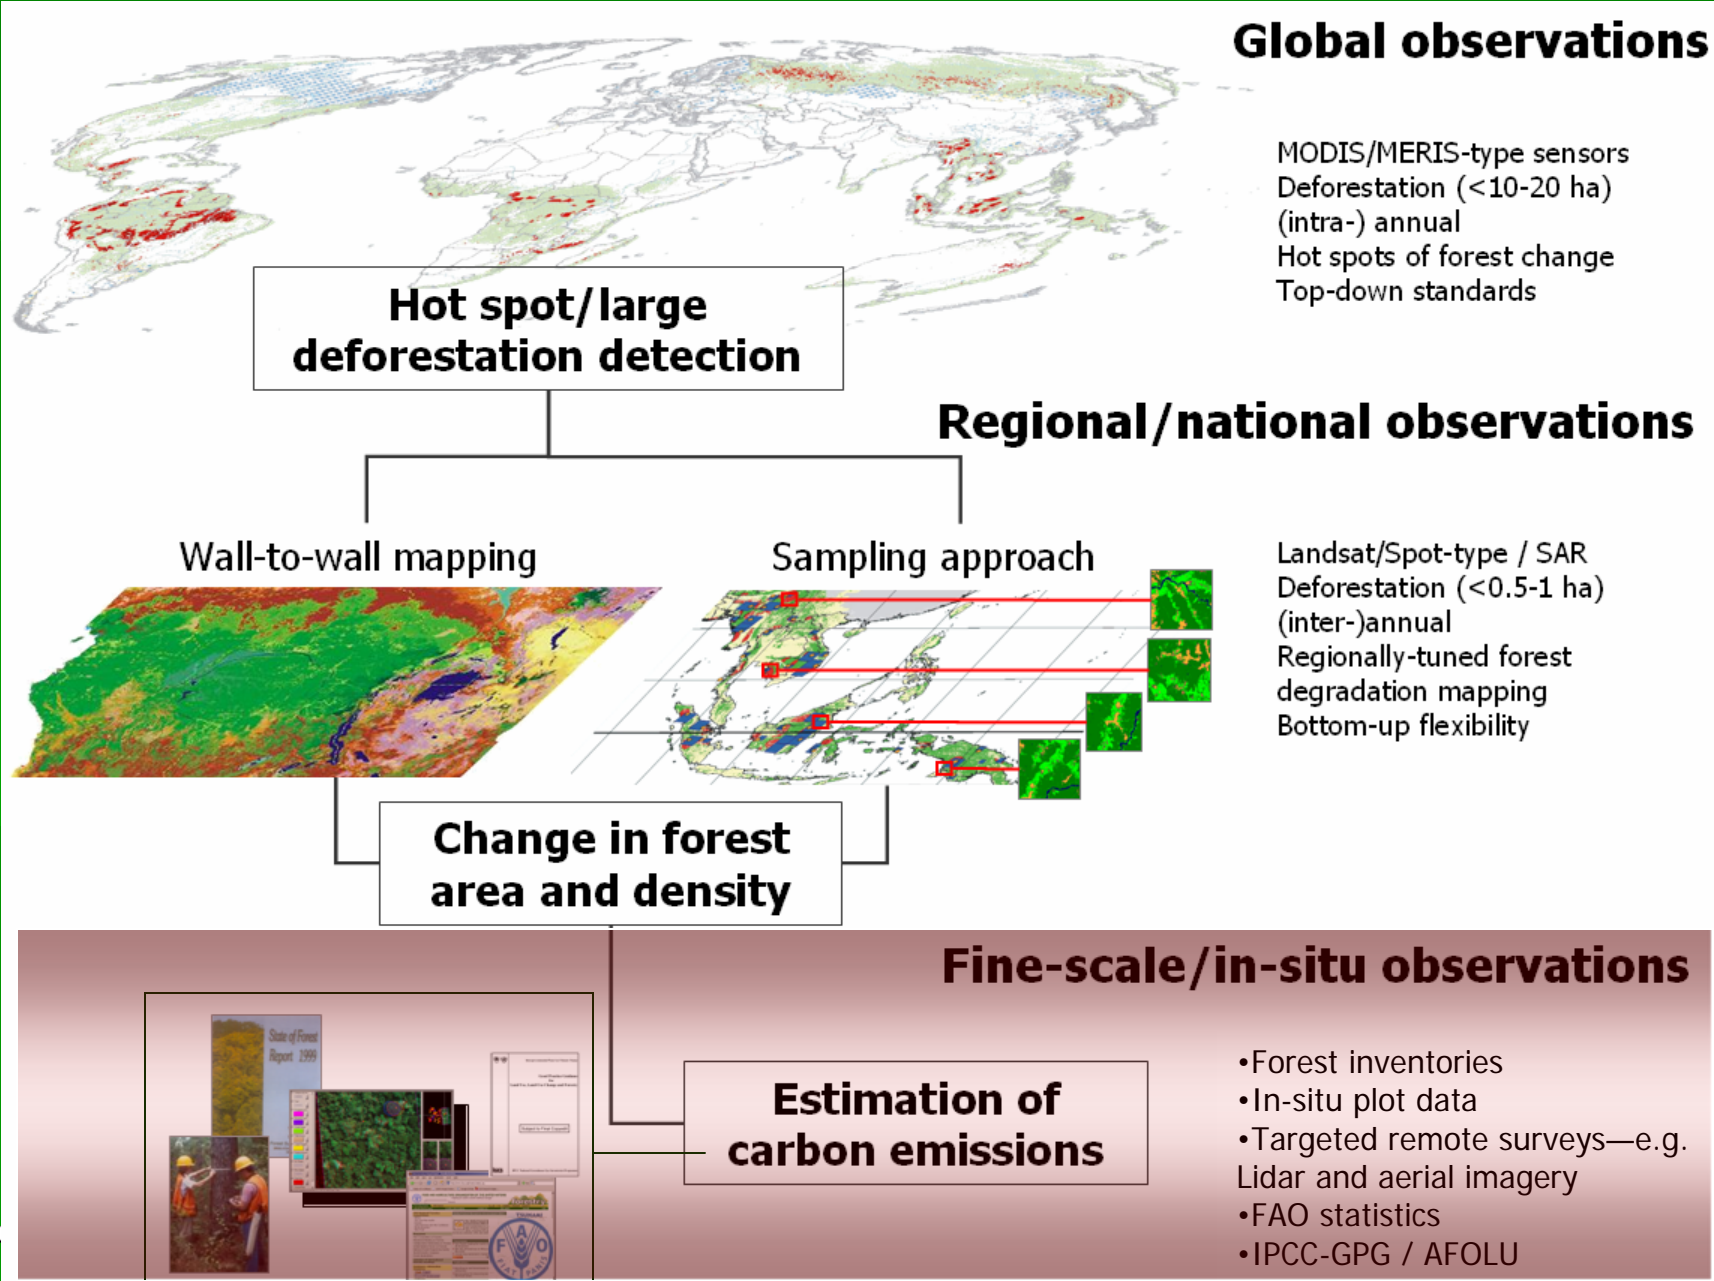 Global observations
MODIS/MERIS-type sensors
Deforestation (<10-20 ha)
(intra-) annual
Hot spots of forest change
Top-down standards
Hot spot/large
deforestation detection
Regional/national observations
Wall-to-wall mapping
Sampling approach
Landsat/Spot-type / SAR
Deforestation (<0.5-1 ha)
(inter-)annual
Regionally-tuned forest
degradation mapping
Bottom-up flexibility
Change in forest
area and density
Fine-scale/in-situ observations
State of Forest
Report 1999
Estimation of
carbon emissions
•Forest inventories
•In-situ plot data
•Targeted remote surveys—e.g.
Lidar and aerial imagery
•FAO statistics
•IPCC-GPG / AFOLU
F A O
FIAT PANIS